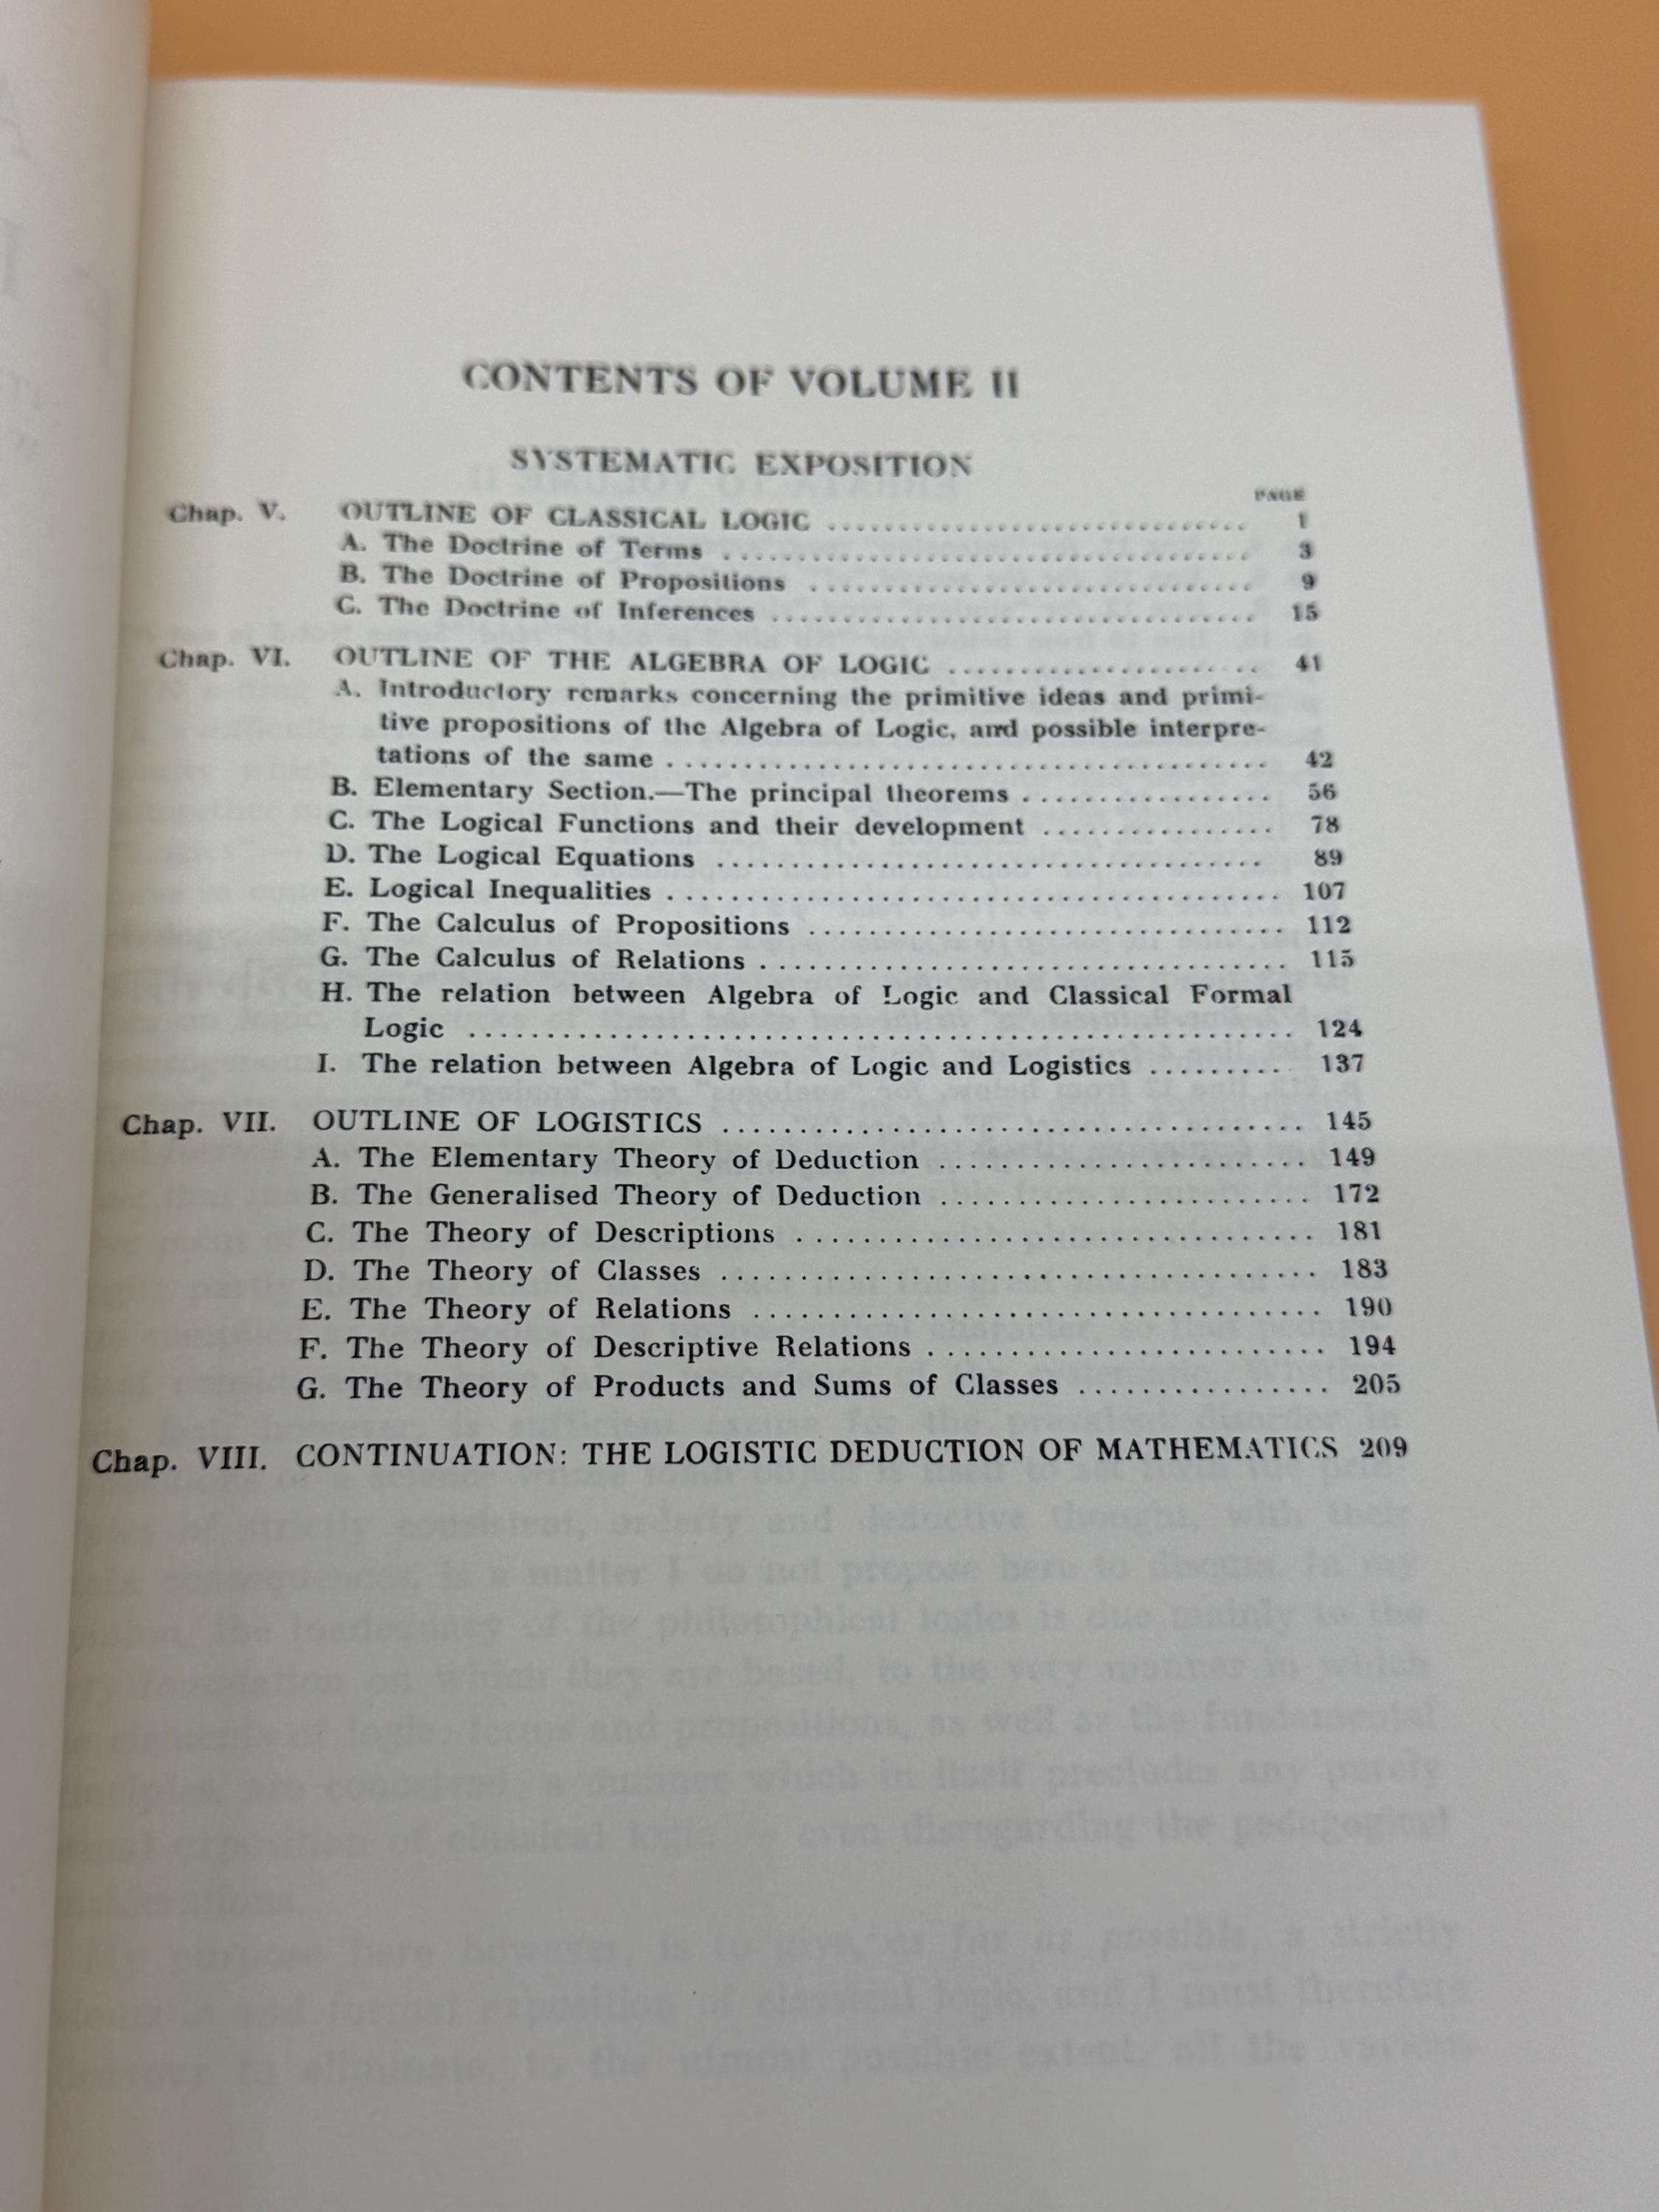 CONTENTS OF VOLUME II
SYSTEMATIC EXPOSITION
PAGE
Chap. V. OUTLINE OF CLASSICAL LOGIC .............................. 1
A. The Doctrine of Terms .................................... 3
B. The Doctrine of Propositions .............................. 9
C. The Doctrine of Inferences ................................ 15
Chap. VI. OUTLINE OF THE ALGEBRA OF LOGIC ..................... 41
A. Introductory remarks concerning the primitive ideas and primi-
tive propositions of the Algebra of Logic, and possible interpre-
tations of the same ........................................ 42
B. Elementary Section.—The principal theorems ................. 56
C. The Logical Functions and their development ................ 78
D. The Logical Equations ..................................... 89
E. Logical Inequalities ......................................... 107
F. The Calculus of Propositions ................................ 112
G. The Calculus of Relations ................................... 115
H. The relation between Algebra of Logic and Classical Formal
Logic ...................................................... 124
I. The relation between Algebra of Logic and Logistics ......... 137
Chap. VII. OUTLINE OF LOGISTICS ..................................... 145
A. The Elementary Theory of Deduction ....................... 149
B. The Generalised Theory of Deduction ....................... 172
C. The Theory of Descriptions ................................ 181
D. The Theory of Classes ..................................... 183
E. The Theory of Relations ................................... 190
F. The Theory of Descriptive Relations ......................... 194
G. The Theory of Products and Sums of Classes ................ 205
Chap. VIII. CONTINUATION: THE LOGISTIC DEDUCTION OF MATHEMATICS 209